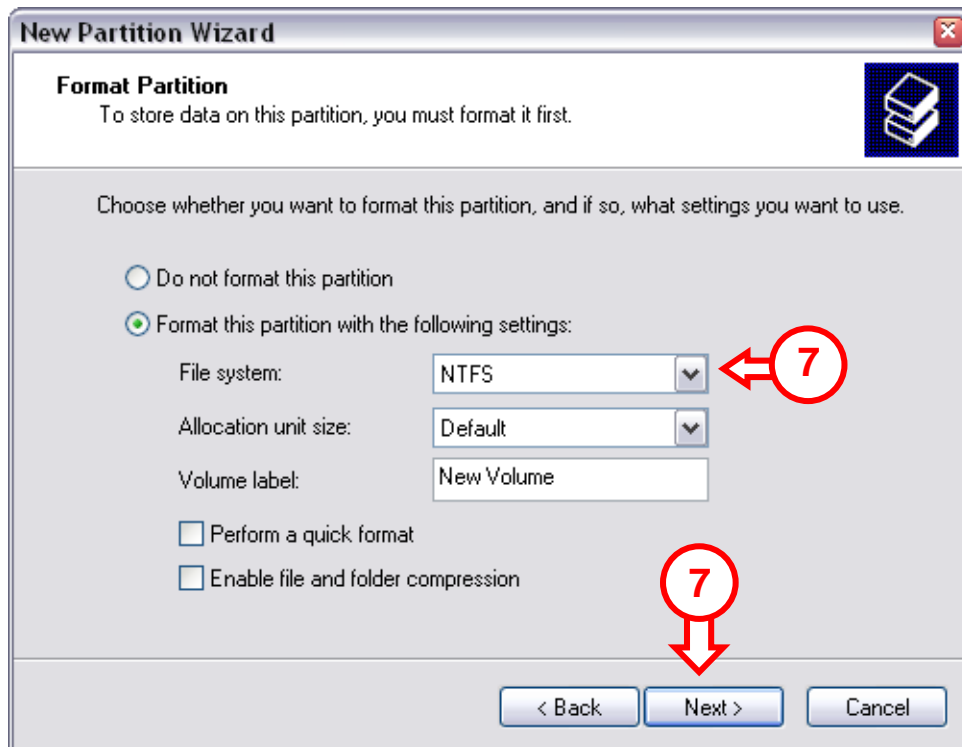 New Partition Wizard
Format Partition
To store data on this partition, you must format it first.
Choose whether you want to format this partition, and if so, what settings you want to use.
Do not format this partition
Format this partition with the following settings:
File system: NTFS 7
Allocation unit size: Default
Volume label: New Volume
Perform a quick format
Enable file and folder compression
7
< Back Next > Cancel